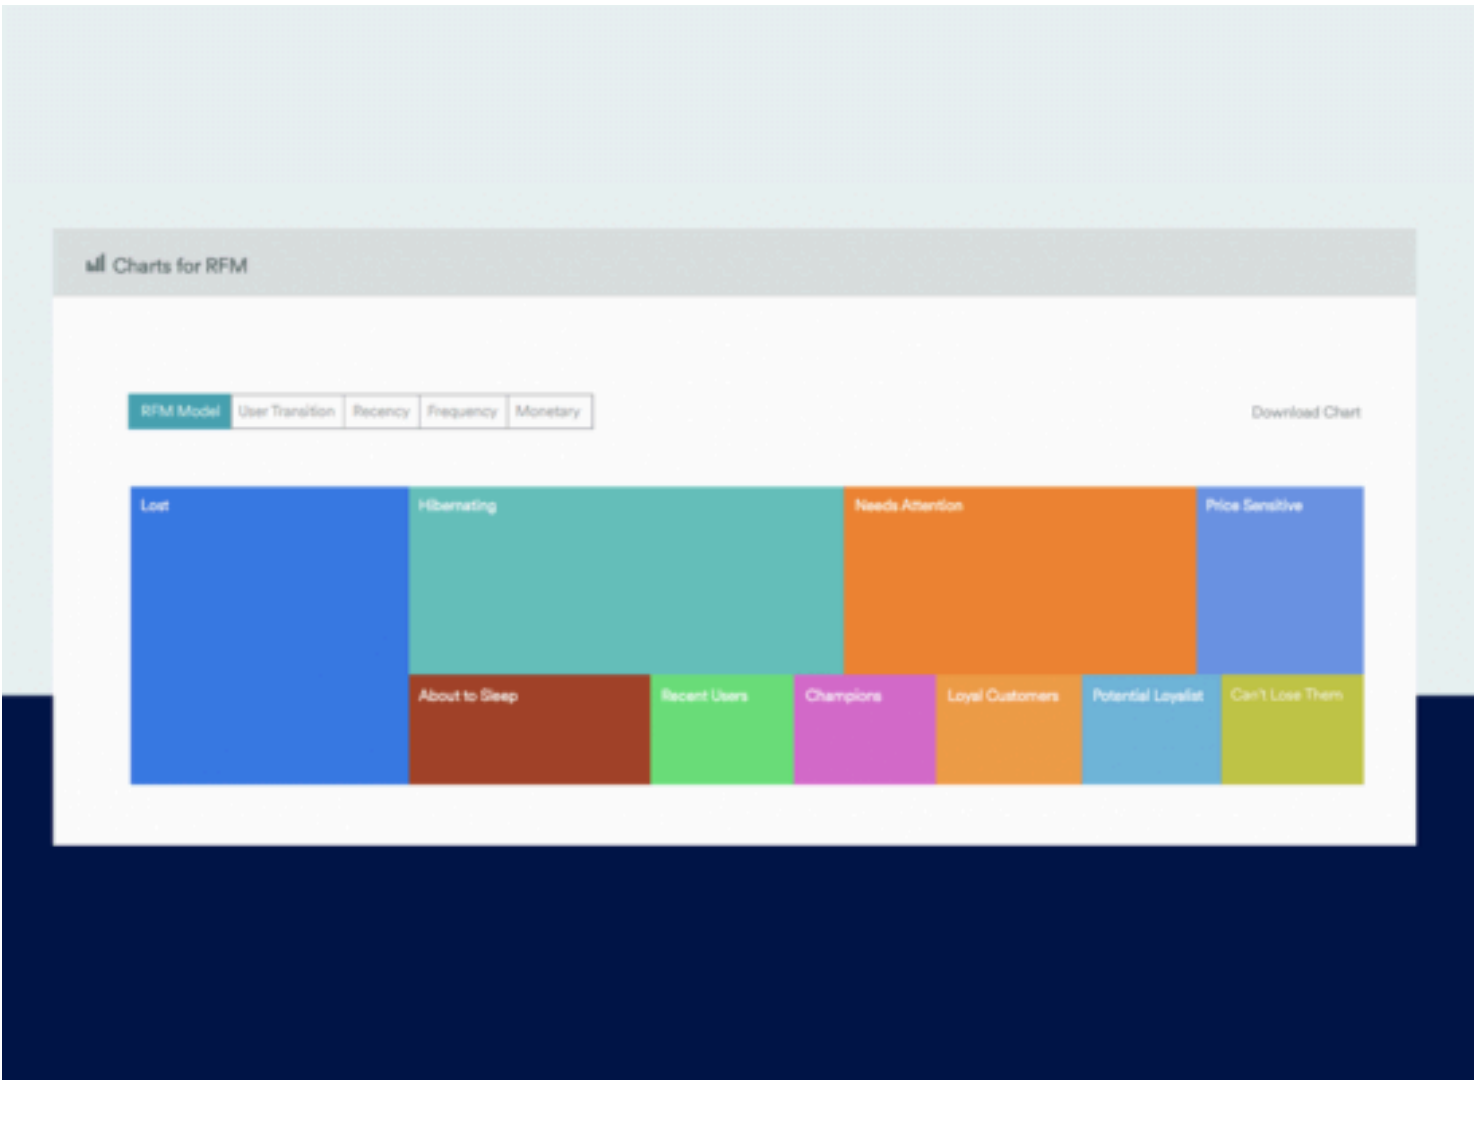 Charts for RFM
RFM Model User Transition Recency Frequency Monetary Download Chart
Lost Hibernating Needs Attention Price Sensitive
About to Sleep Recent Users Champions Loyal Customers Potential Loyalist Can't Lose Them